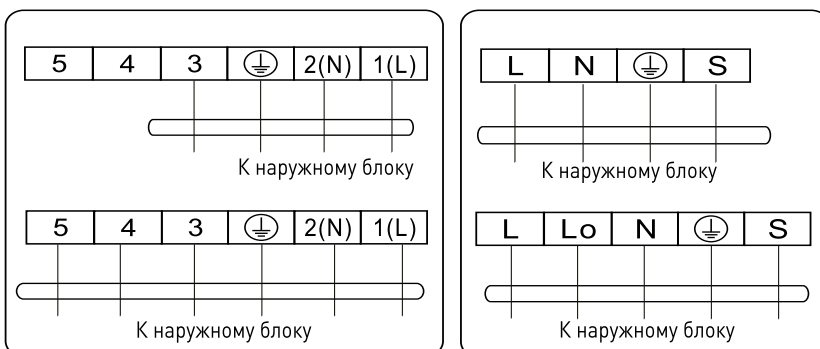 5 4 3 ⏚ 2(N) 1(L)
К наружному блоку
5 4 3 ⏚ 2(N) 1(L)
К наружному блоку
L N ⏚ S
К наружному блоку
L Lo N ⏚ S
К наружному блоку